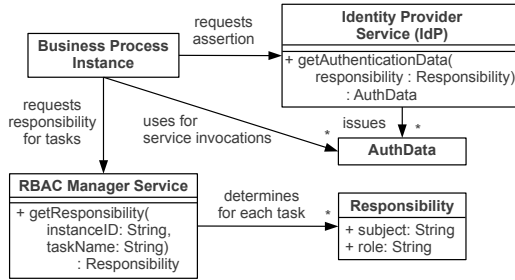 requests
assertion
Identity Provider
Service (IdP)
+ getAuthenticationData(
responsibility : Responsibility)
: AuthData
Business Process
Instance
requests
responsibility
for tasks
uses for
service invocations
*
issues
*
AuthData
RBAC Manager Service
+ getResponsibility(
instanceID: String,
taskName: String)
: Responsibility
determines
for each task
*
Responsibility
+ subject: String
+ role: String